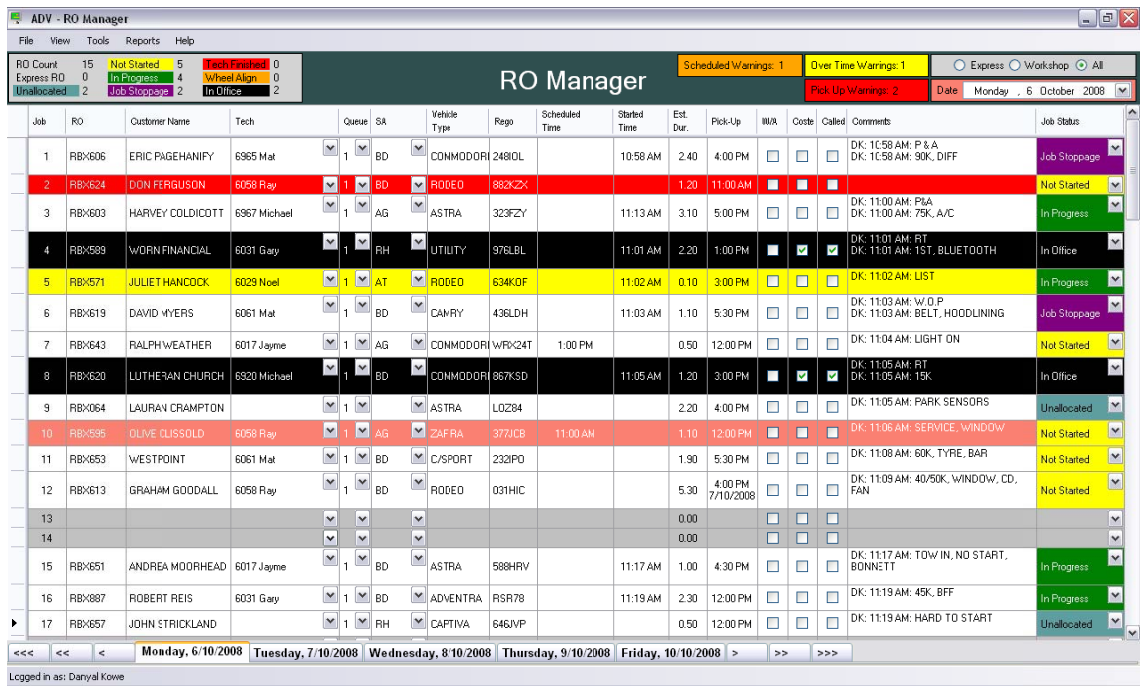 ADV - RO Manager
File View Tools Reports Help
RO Count 15 Not Started 5 Tech Finished 0
Express RO 0 In Progress 4 Wheel Align 0
Unallocated 2 Job Stoppage 2 In Office 2
RO Manager
Scheduled Warnings: 1 Over Time Warnings: 1 Express Workshop All
Pick Up Warnings: 2 Date Monday , 6 October 2008
Job RO Customer Name Tech Queue SA Vehicle Type Rego Scheduled Time Started Time Est. Dur. Pick-Up W/A Coste Called Comments Job Status
1 RBX606 ERIC PAGEHANIFY 6965 Mat 1 BD CONMODORI 248IOL 10:58 AM 2.40 4:00 PM DK: 10:58 AM: P & A Job Stoppage
DK: 10:58 AM: 90K, DIFF
2 RBX624 DON FERGUSON 6058 Ray 1 BD RODEO 882KZX 1.20 11:00 AM Not Started
3 RBX603 HARVEY COLDICOTT 6967 Michael 1 AG ASTRA 323FZY 11:13 AM 3.10 5:00 PM DK: 11:00 AM: P&A In Progress
DK: 11:00 AM: 75K, A/C
4 RBX589 WORN FINANCIAL 6031 Gary 1 RH UTILITY 976LBL 11:01 AM 2.20 1:00 PM DK: 11:01 AM: RT In Office
DK: 11:01 AM: 1ST, BLUETOOTH
5 RBX571 JULIET HANCOCK 6029 Noel 1 AT RODEO 634KOF 11:02 AM 0.10 3:00 PM DK: 11:02 AM: LIST In Progress
6 RBX619 DAVID MYERS 6061 Mat 1 BD CAMRY 436LDH 11:03 AM 1.10 5:30 PM DK: 11:03 AM: W.O.P Job Stoppage
DK: 11:03 AM: BELT, HOODLINING
7 RBX643 RALPH WEATHER 6017 Jayme 1 AG CONMODORI WRX24T 1:00 PM 0.50 12:00 PM DK: 11:04 AM: LIGHT ON Not Started
8 RBX620 LUTHERAN CHURCH 6920 Michael 1 BD CONMODORI 867KSD 11:05 AM 1.20 3:00 PM DK: 11:05 AM: RT In Office
DK: 11:05 AM: 15K
9 RBX064 LAURAN CRAMPTON 1 ASTRA LOZ84 2.20 4:00 PM DK: 11:05 AM: PARK SENSORS Unallocated
10 RBX595 OLIVE CLISSOLD 6058 Ray 1 AG ZAFRA 377JCB 11:00 AM 1.10 12:00 PM DK: 11:06 AM: SERVICE, WINDOW Not Started
11 RBX653 WESTPOINT 6061 Mat 1 BD C/SPORT 232IPO 1.90 5:30 PM DK: 11:08 AM: 60K, TYRE, BAR Not Started
12 RBX613 GRAHAM GOODALL 6058 Ray 1 BD RODEO 031HIC 5.30 4:00 PM 7/10/2008 DK: 11:09 AM: 40/50K, WINDOW, CD, Not Started
FAN
13 0.00
14 0.00
15 RBX651 ANDREA MOORHEAD 6017 Jayme 1 BD ASTRA 588HRV 11:17 AM 1.00 4:30 PM DK: 11:17 AM: TOW IN, NO START, In Progress
BONNETT
16 RBX887 ROBERT REIS 6031 Gary 1 BD ADVENTRA RSR78 11:19 AM 2.30 12:00 PM DK: 11:19 AM: 45K, BFF In Progress
17 RBX657 JOHN STRICKLAND 1 RH CAPTIVA 646JVP 0.50 12:00 PM DK: 11:19 AM: HARD TO START Unallocated
<<< << < Monday, 6/10/2008 Tuesday, 7/10/2008 Wednesday, 8/10/2008 Thursday, 9/10/2008 Friday, 10/10/2008 > >> >>>
Logged in as: Danyal Kowe